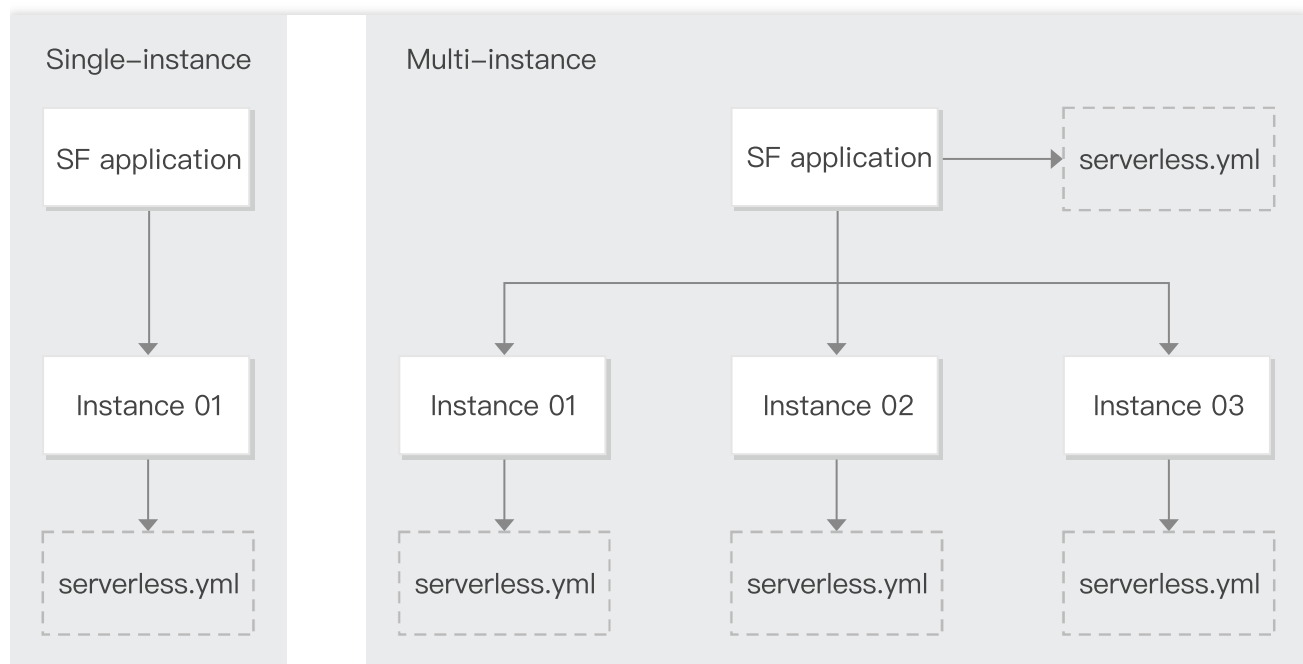 Single–instance
SF application
Instance 01
serverless.yml
Multi–instance
SF application
serverless.yml
Instance 01
Instance 02
Instance 03
serverless.yml
serverless.yml
serverless.yml